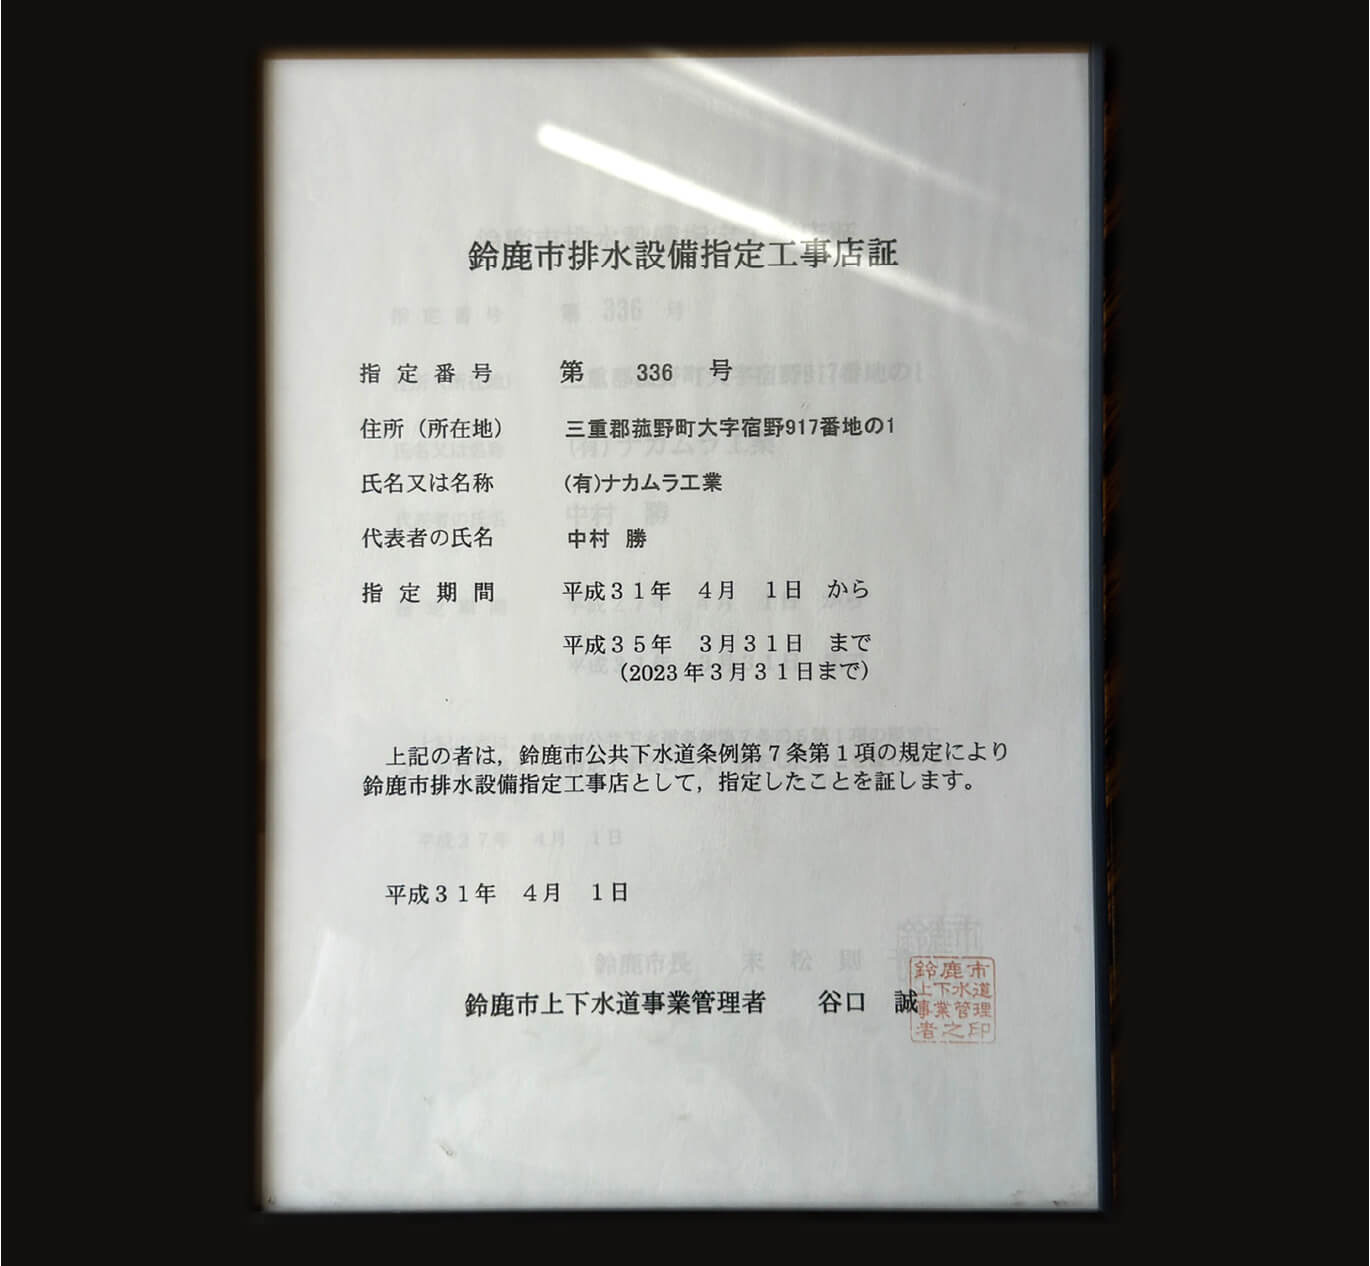 鈴鹿市排水設備指定工事店証
指定番号 第 336 号
住所（所在地） 三重郡菰野町大字宿野917番地の1
氏名又は名称 (有)ナカムラ工業
代表者の氏名 中村 勝
指定期間 平成３１年 ４月 １日 から
平成３５年 ３月３１日 まで
（2023年３月３１日まで）
上記の者は，鈴鹿市公共下水道条例第７条第１項の規定により
鈴鹿市排水設備指定工事店として，指定したことを証します。
平成３１年 ４月 １日
鈴鹿市上下水道事業管理者 谷口 誠
鈴鹿市
上下水道
事業管理
者之印